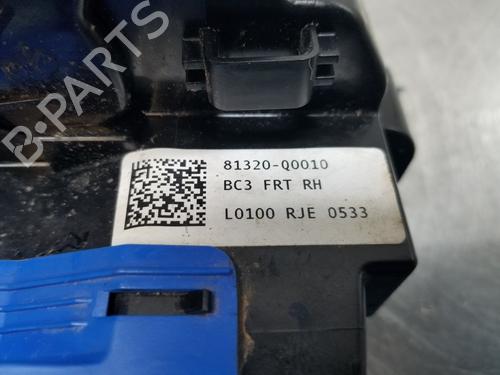 B-PARTS
81320-Q0010
BC3 FRT RH
L0100 RJE 0533